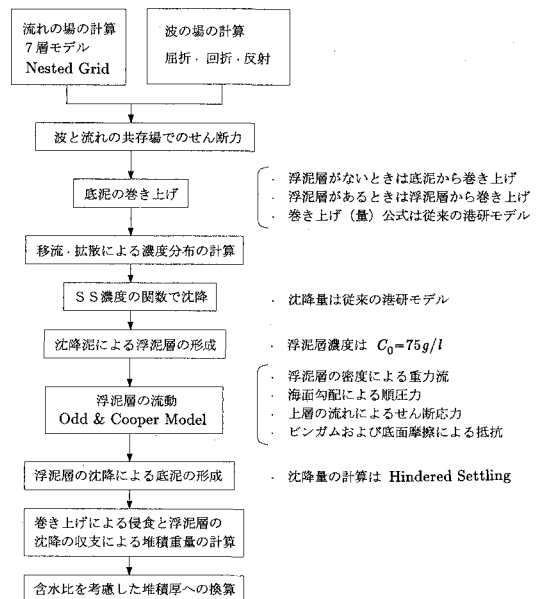 流れの場の計算
7層モデル
Nested Grid
波の場の計算
屈折・回折・反射
波と流れの共存場でのせん断力
底泥の巻き上げ
・ 浮泥層がないときは底泥から巻き上げ
・ 浮泥層があるときは浮泥層から巻き上げ
・ 巻き上げ（量）公式は従来の港研モデル
移流・拡散による濃度分布の計算
ＳＳ濃度の関数で沈降
・ 沈降量は従来の港研モデル
沈降泥による浮泥層の形成
・ 浮泥層濃度は C₀=75g/l
浮泥層の流動
Odd & Cooper Model
・ 浮泥層の密度による重力流
・ 海面勾配による順圧力
・ 上層の流れによるせん断応力
・ ビンガムおよび底面摩擦による抵抗
浮泥層の沈降による底泥の形成
・ 沈降量の計算は Hindered Settling
巻き上げによる侵食と浮泥層の
沈降の収支による堆積重量の計算
含水比を考慮した堆積厚への換算